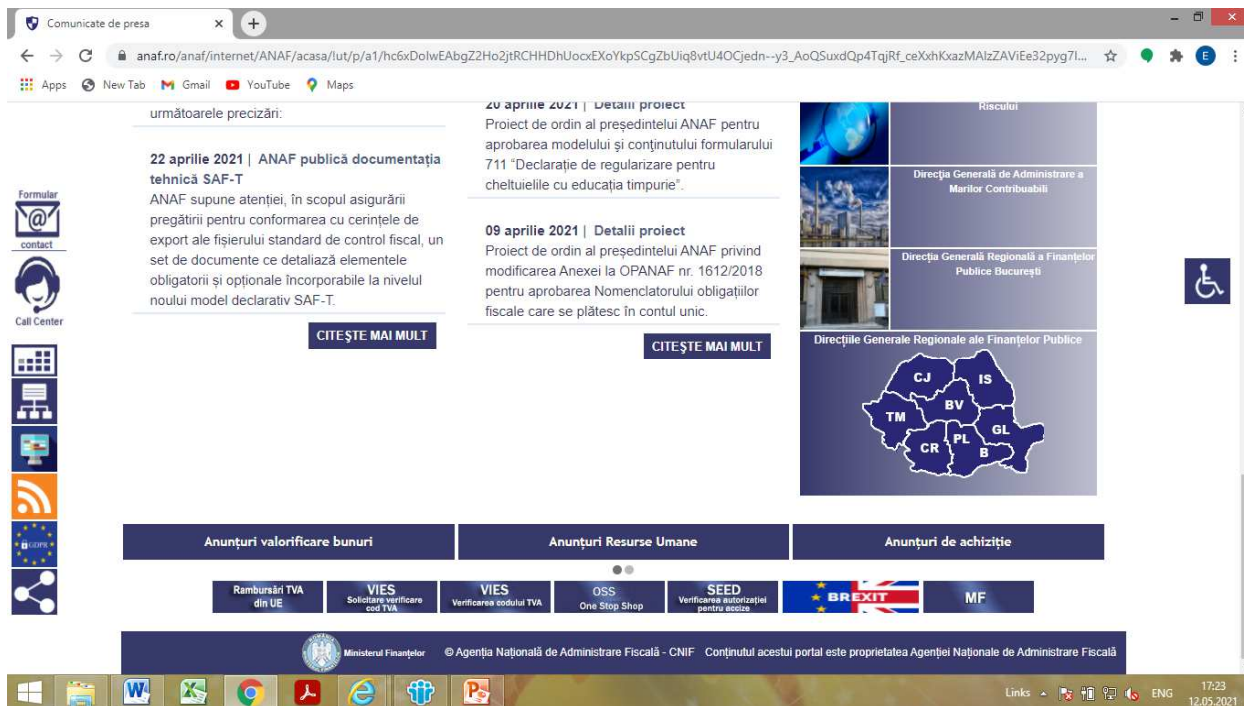 Comunicate de presa
anaf.ro/anaf/internet/ANAF/acasa/!ut/p/a1/hc6xDoIwEAbgZ2Ho2jtRCHHDhUocxEXoYkpSCgZbUiq8vtU4OCjedn--y3_AoQSuxdQp4TqjRf_ceXxhKxazMAlzZAViEe32pyg7l...
E
Apps
New Tab
Gmail
YouTube
Maps
următoarele precizări:
22 aprilie 2021 | ANAF publică documentația
tehnică SAF-T
ANAF supune atenției, în scopul asigurării
pregătirii pentru conformarea cu cerințele de
export ale fișierului standard de control fiscal, un
set de documente ce detaliază elementele
obligatorii și opționale încorporabile la nivelul
noului model declarativ SAF-T.
CITEŞTE MAI MULT
20 aprilie 2021 | Detalii proiect
Proiect de ordin al președintelui ANAF pentru
aprobarea modelului și conținutului formularului
711 “Declarație de regularizare pentru
cheltuielile cu educația timpurie”.
09 aprilie 2021 | Detalii proiect
Proiect de ordin al președintelui ANAF privind
modificarea Anexei la OPANAF nr. 1612/2018
pentru aprobarea Nomenclatorului obligațiilor
fiscale care se plătesc în contul unic.
CITEŞTE MAI MULT
Riscului
Direcţia Generală de Administrare a
Marilor Contribuabili
Direcţia Generală Regională a Finanţelor
Publice Bucureşti
Direcțiile Generale Regionale ale Finanțelor Publice
CJ
IS
BV
TM
GL
PL
CR
B
Formular
@
contact
Call Center
GDPR
Anunțuri valorificare bunuri
Anunțuri Resurse Umane
Anunțuri de achiziție
Rambursări TVA
din UE
VIES
Solicitare verificare
cod TVA
VIES
Verificarea codului TVA
OSS
One Stop Shop
SEED
Verificarea autorizației
pentru accize
BREXIT
MF
Ministerul Finanţelor
© Agenția Națională de Administrare Fiscală - CNIF Conținutul acestui portal este proprietatea Agenției Naționale de Administrare Fiscală
Links
ENG
17:23
12.05.2021